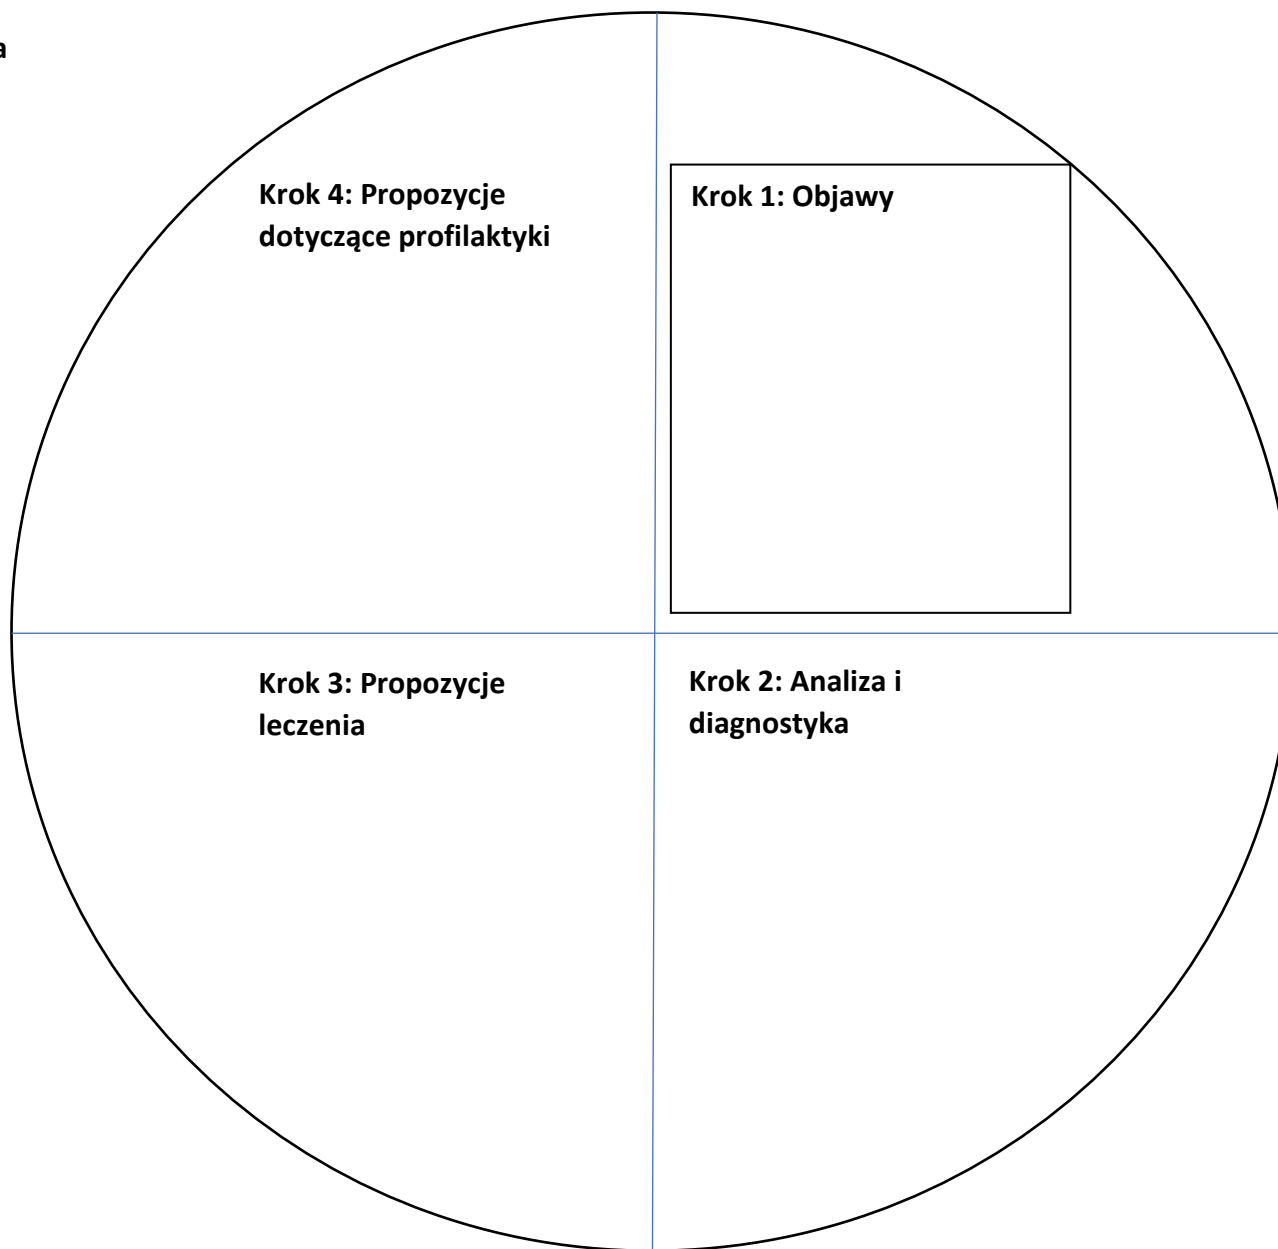 a
Krok 4: Propozycje
dotyczące profilaktyki
Krok 1: Objawy
Krok 3: Propozycje
leczenia
Krok 2: Analiza i
diagnostyka